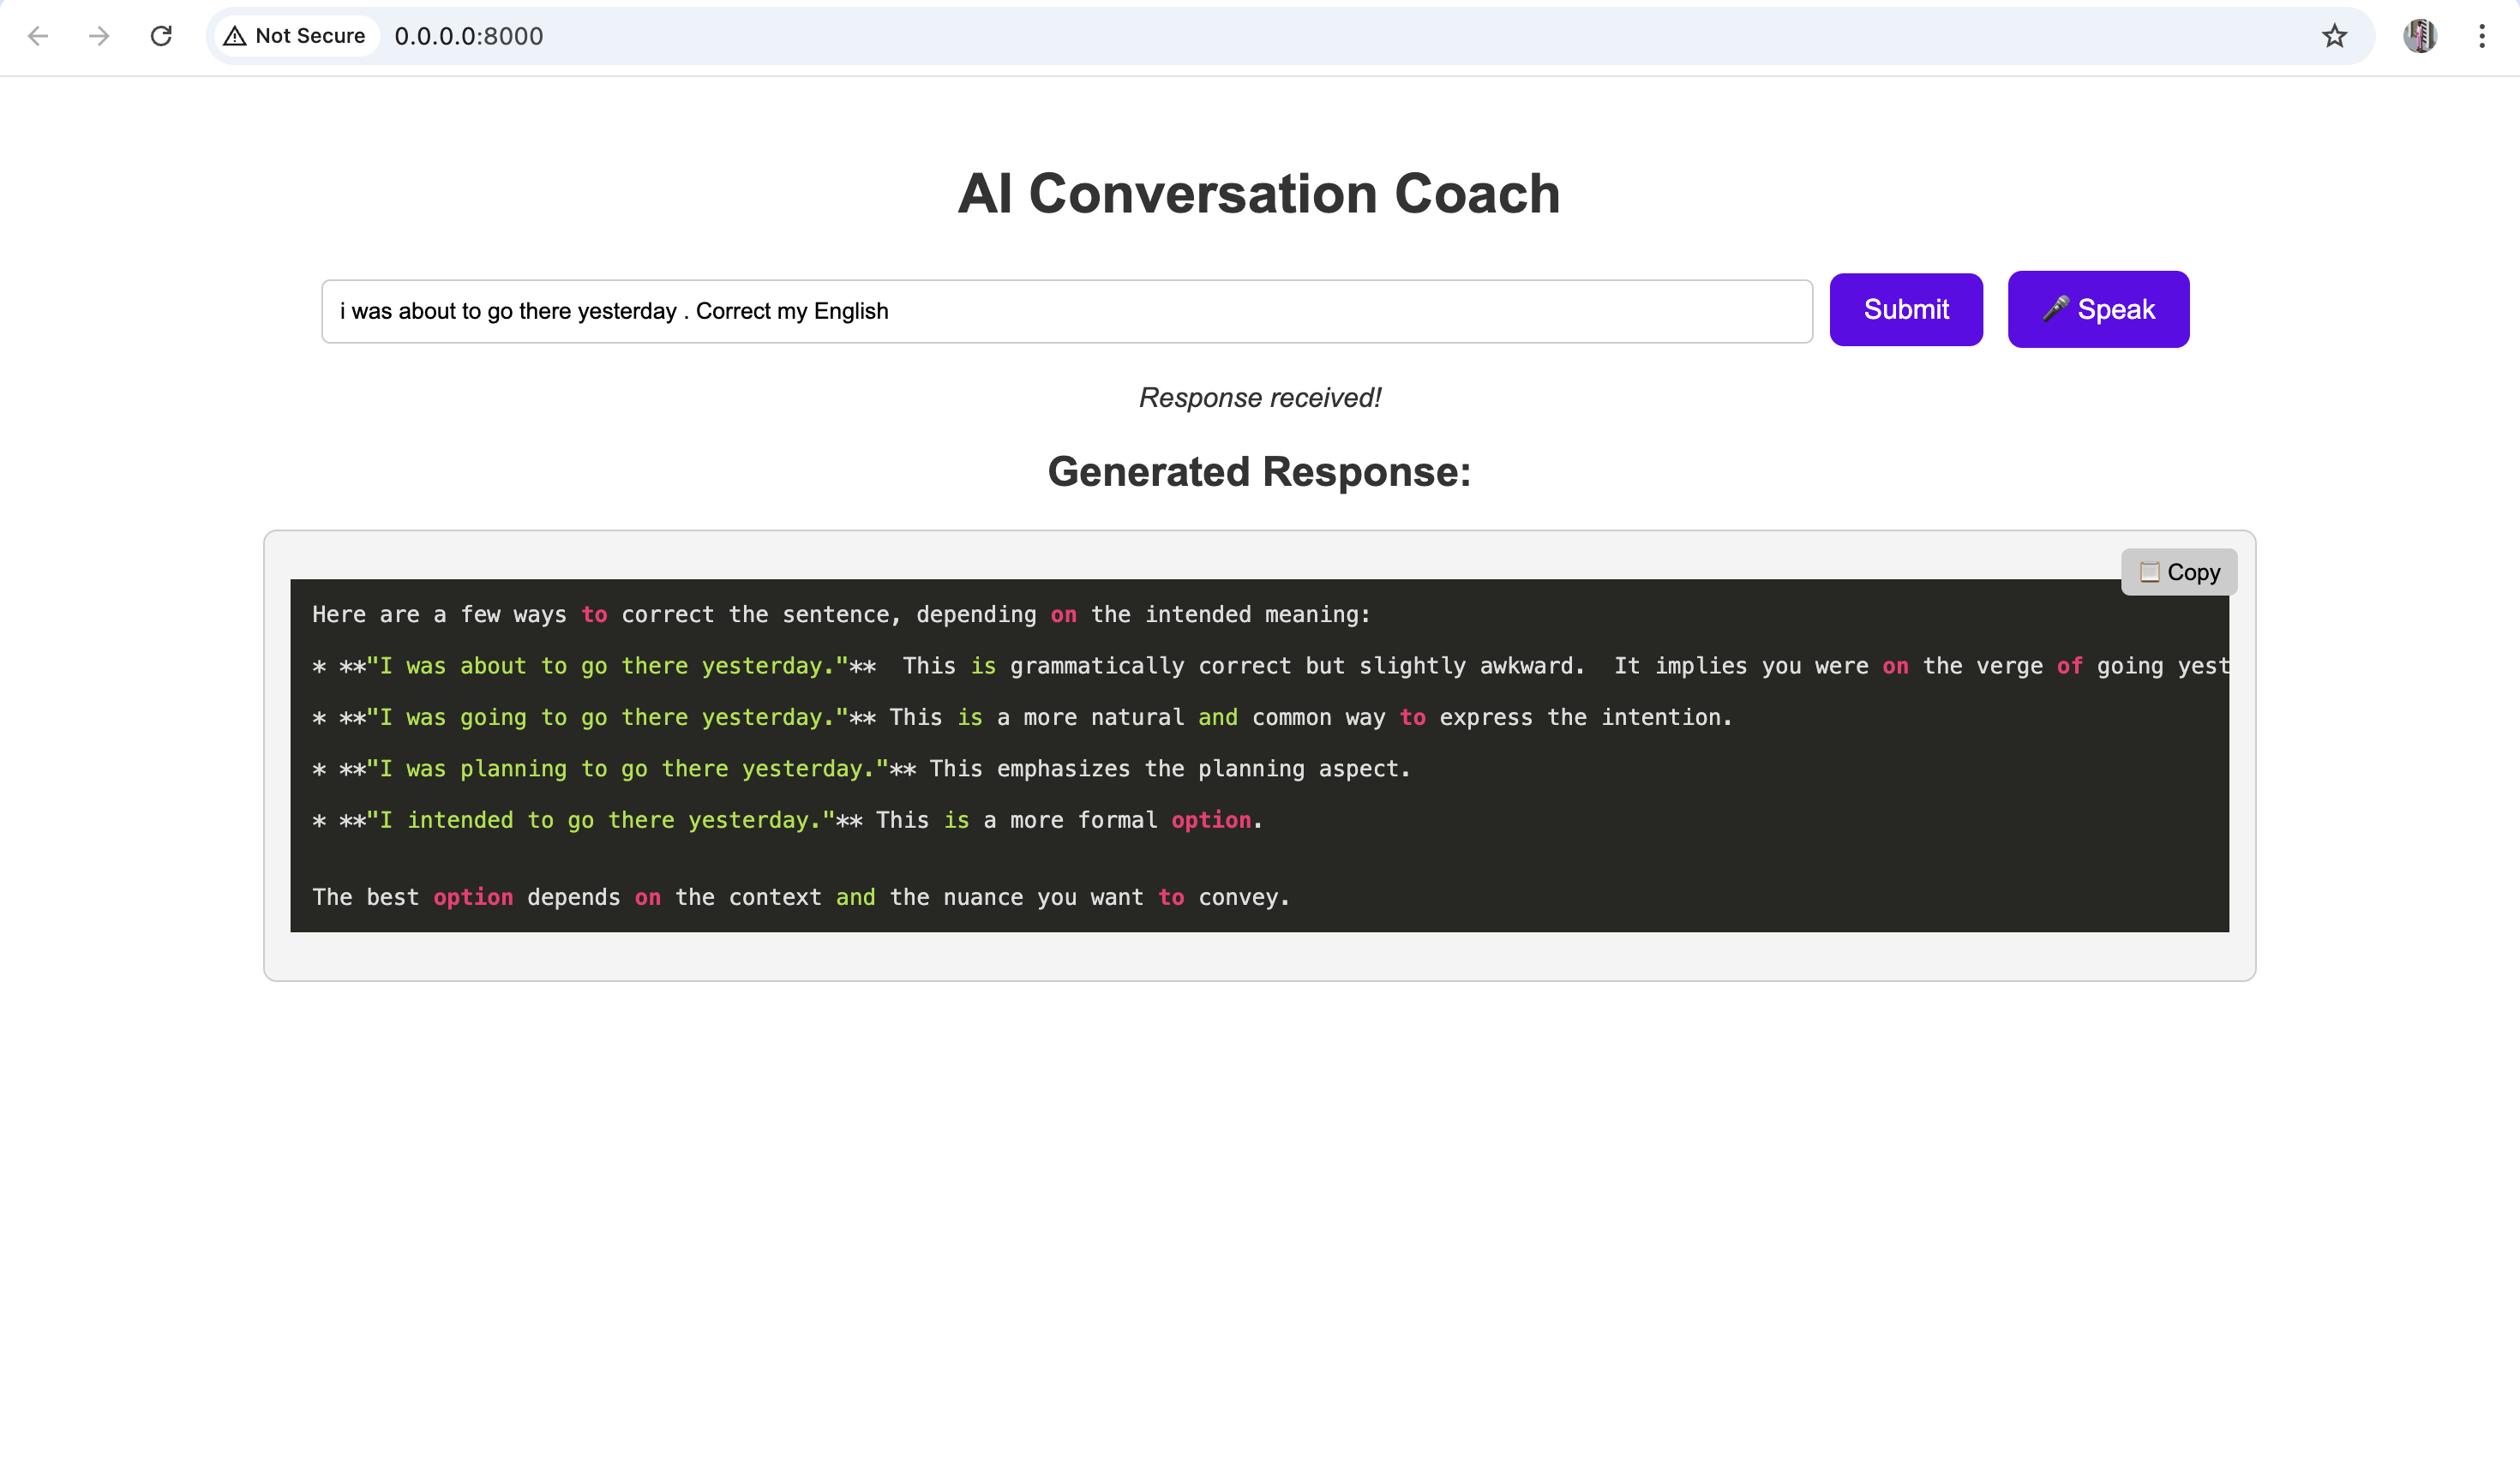 Not Secure 0.0.0.0:8000
AI Conversation Coach
i was about to go there yesterday . Correct my English
Submit
Speak
Response received!
Generated Response:
Copy
Here are a few ways to correct the sentence, depending on the intended meaning:
* **"I was about to go there yesterday."**  This is grammatically correct but slightly awkward.  It implies you were on the verge of going yest
* **"I was going to go there yesterday."** This is a more natural and common way to express the intention.
* **"I was planning to go there yesterday."** This emphasizes the planning aspect.
* **"I intended to go there yesterday."** This is a more formal option.
The best option depends on the context and the nuance you want to convey.